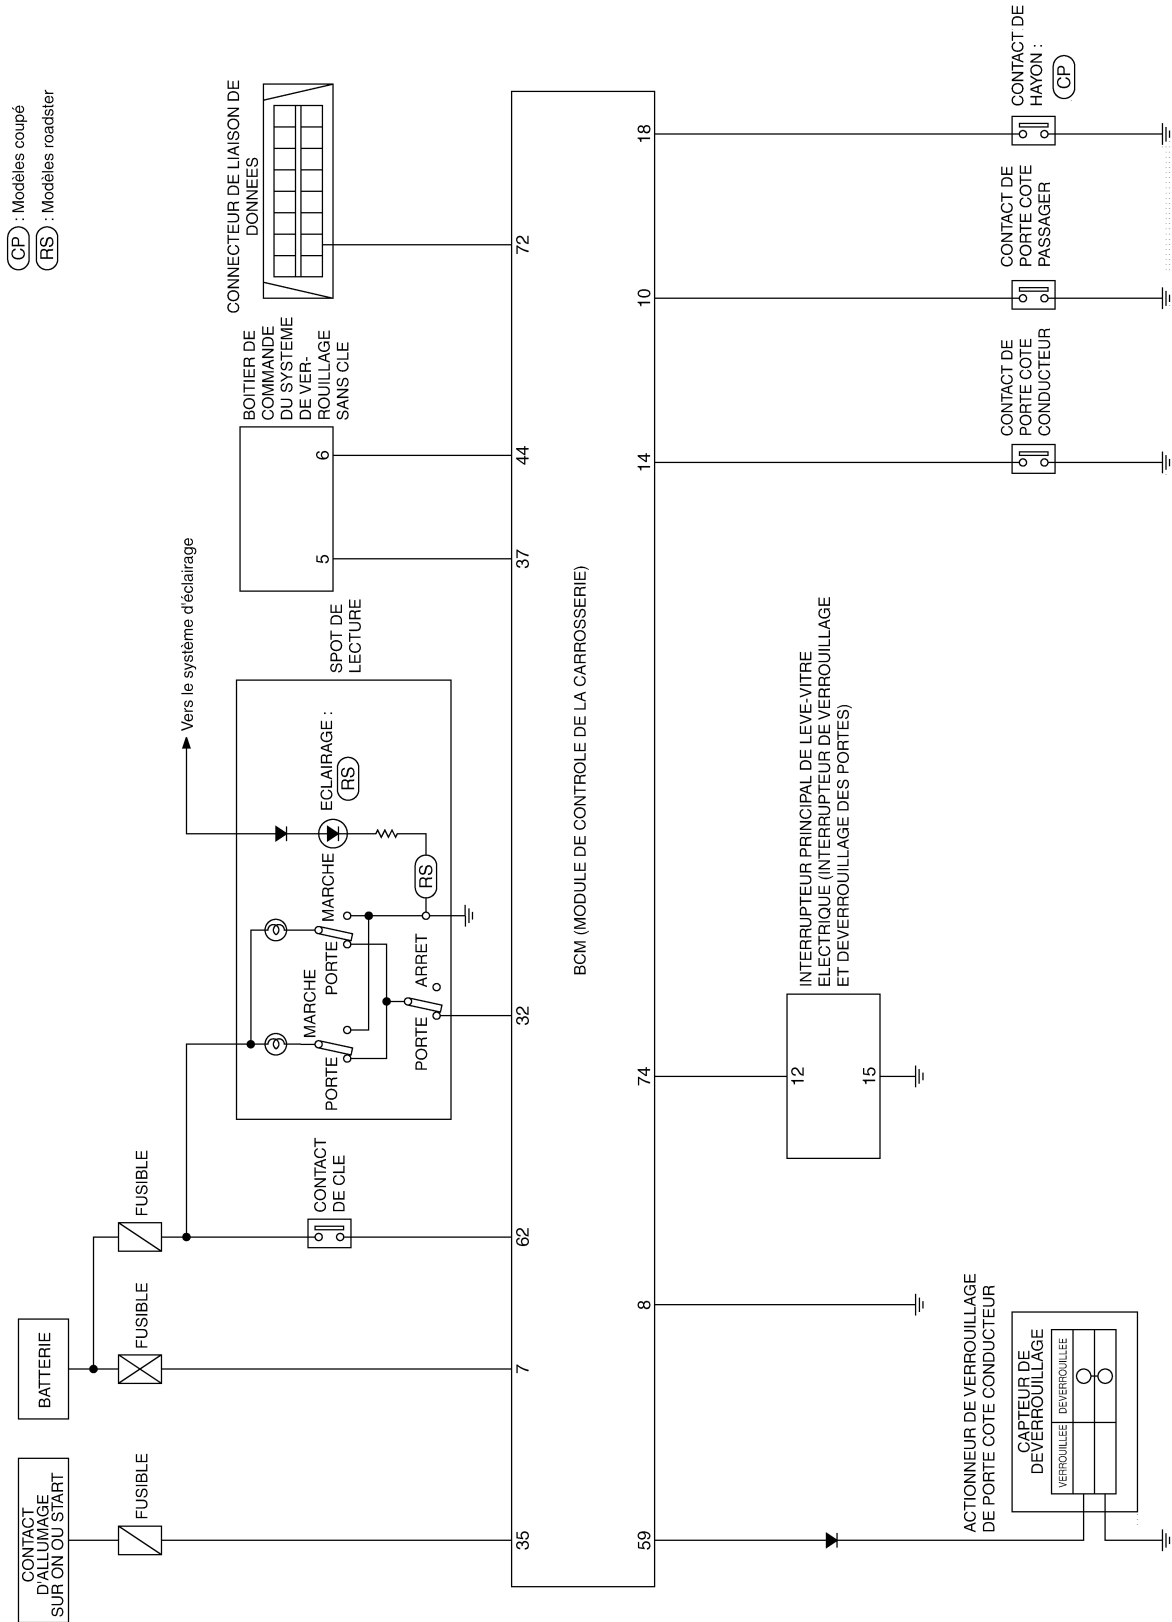 CP : Modèles coupé
RS : Modèles roadster
CONTACT
D'ALLUMAGE
SUR ON OU START
BATTERIE
FUSIBLE
FUSIBLE
FUSIBLE
CONTACT
DE CLE
Vers le système d'éclairage
MARCHE
PORTE
MARCHE
PORTE
PORTE
ARRET
ECLAIRAGE :
RS
RS
SPOT DE
LECTURE
BOITIER DE
COMMANDE
DU SYSTEME
DE VER-
ROUILLAGE
SANS CLE
5
6
CONNECTEUR DE LIAISON DE
DONNEES
35
7
62
32
37
44
72
BCM (MODULE DE CONTROLE DE LA CARROSSERIE)
59
8
74
14
10
18
INTERRUPTEUR PRINCIPAL DE LEVE-VITRE
ELECTRIQUE (INTERRUPTEUR DE VERROUILLAGE
ET DEVERROUILLAGE DES PORTES)
12
15
ACTIONNEUR DE VERROUILLAGE
DE PORTE COTE CONDUCTEUR
CAPTEUR DE
DEVERROUILLAGE
VERROUILLEE
DEVERROUILLEE
CONTACT DE
PORTE COTE
CONDUCTEUR
CONTACT DE
PORTE COTE
PASSAGER
CONTACT DE
HAYON :
CP